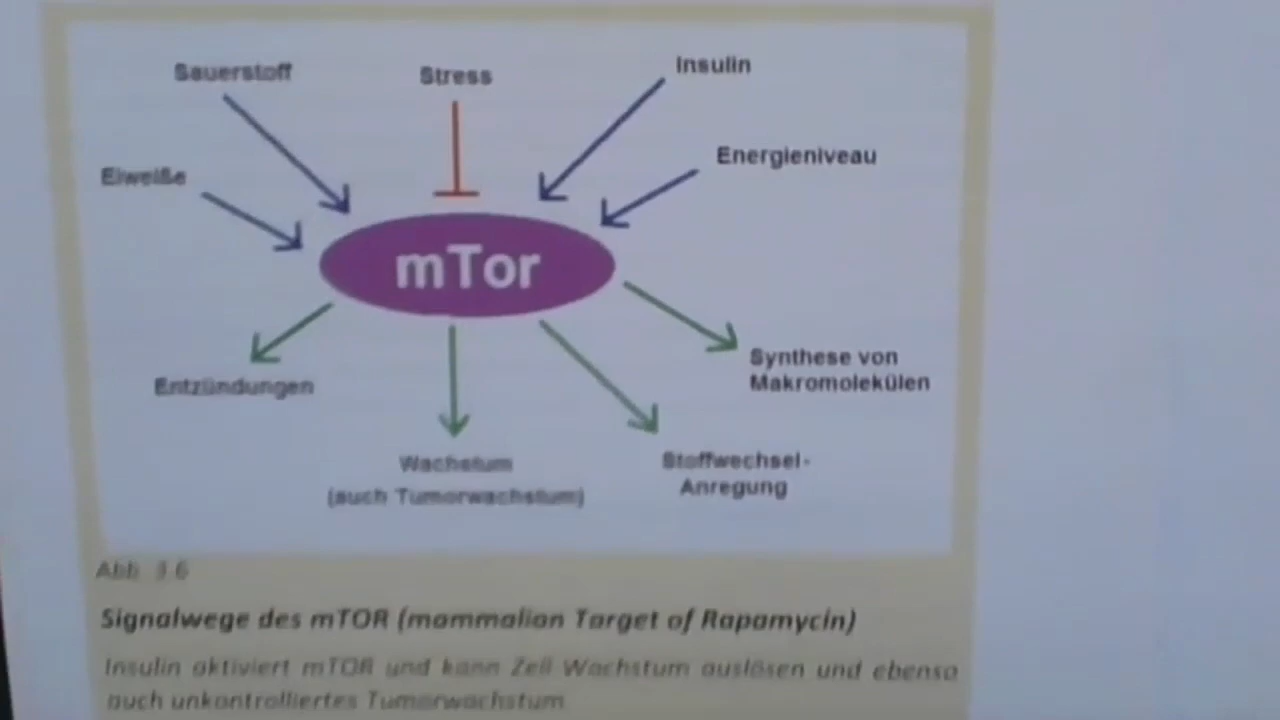 Sauerstoff
Stress
Insulin
Eiweiße
Energieniveau
mTor
Entzündungen
Synthese von
Makromolekülen
Wachstum
(auch Tumorwachstum)
Stoffwechsel-
Anregung
Abb. 3.6
Signalwege des mTOR (mammalian Target of Rapamycin)
Insulin aktiviert mTOR und kann Zell Wachstum auslösen und ebenso
auch unkontrolliertes Tumorwachstum